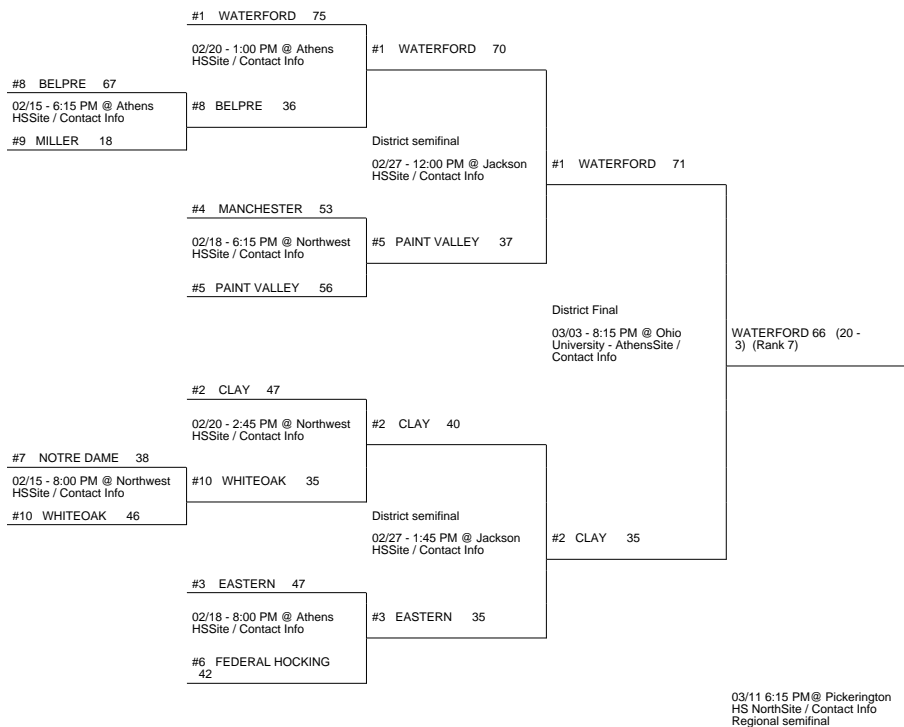 #1 WATERFORD 75
02/20 - 1:00 PM @ Athens
HSSite / Contact Info
#1 WATERFORD 70
#8 BELPRE 67
02/15 - 6:15 PM @ Athens
HSSite / Contact Info
#8 BELPRE 36
#9 MILLER 18
District semifinal
02/27 - 12:00 PM @ Jackson
HSSite / Contact Info
#1 WATERFORD 71
#4 MANCHESTER 53
02/18 - 6:15 PM @ Northwest
HSSite / Contact Info
#5 PAINT VALLEY 37
#5 PAINT VALLEY 56
District Final
03/03 - 8:15 PM @ Ohio
University - AthensSite /
Contact Info
WATERFORD 66 (20 -
3) (Rank 7)
#2 CLAY 47
02/20 - 2:45 PM @ Northwest
HSSite / Contact Info
#2 CLAY 40
#7 NOTRE DAME 38
02/15 - 8:00 PM @ Northwest
HSSite / Contact Info
#10 WHITEOAK 35
#10 WHITEOAK 46
District semifinal
02/27 - 1:45 PM @ Jackson
HSSite / Contact Info
#2 CLAY 35
#3 EASTERN 47
02/18 - 8:00 PM @ Athens
HSSite / Contact Info
#3 EASTERN 35
#6 FEDERAL HOCKING
42
03/11 6:15 PM@ Pickerington
HS NorthSite / Contact Info
Regional semifinal